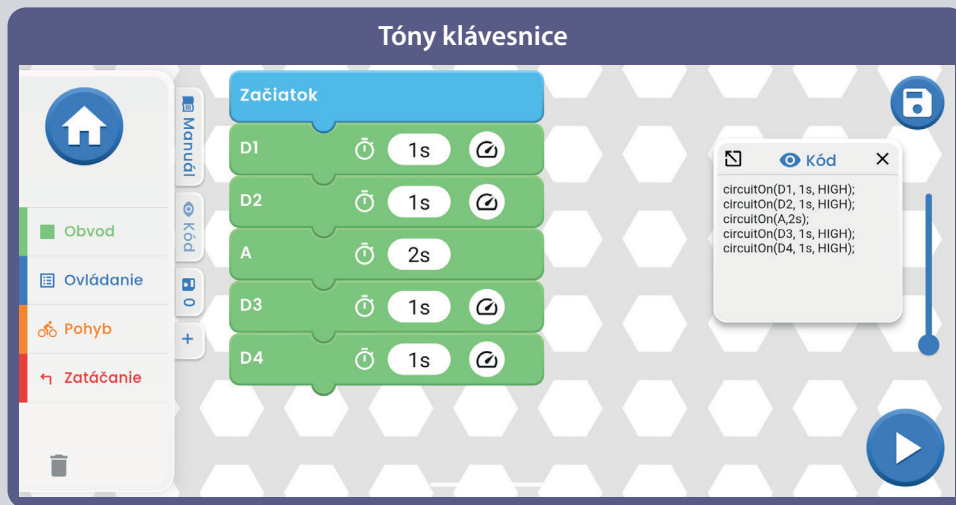 Tóny klávesnice
Začiatok
D1 1s
D2 1s
A 2s
D3 1s
D4 1s
Manuál
Kód
0
+
Obvod
Ovládanie
Pohyb
Zatáčanie
Kód
circuitOn(D1, 1s, HIGH);
circuitOn(D2, 1s, HIGH);
circuitOn(A,2s);
circuitOn(D3, 1s, HIGH);
circuitOn(D4, 1s, HIGH);